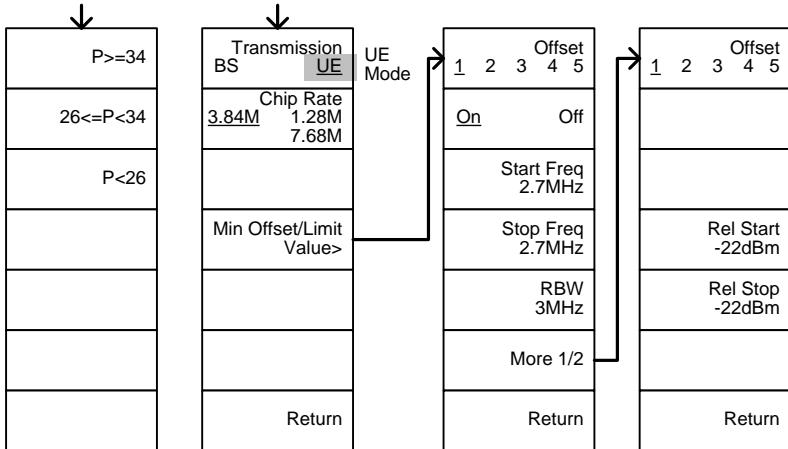 P>=34
26<=P<34
P<26
Transmission
BS UE
UE
Mode
Chip Rate
3.84M 1.28M
7.68M
Min Offset/Limit
Value>
Return
Offset
1 2 3 4 5
On Off
Start Freq
2.7MHz
Stop Freq
2.7MHz
RBW
3MHz
More 1/2
Return
Offset
1 2 3 4 5
Rel Start
-22dBm
Rel Stop
-22dBm
Return